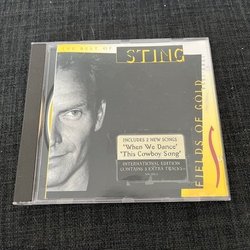 THE BEST OF
STING
FIELDS OF GOLD
INCLUDES 2 NEW SONGS
"When We Dance"
"This Cowboy Song"
INTERNATIONAL EDITION
CONTAINS 3 EXTRA TRACKS